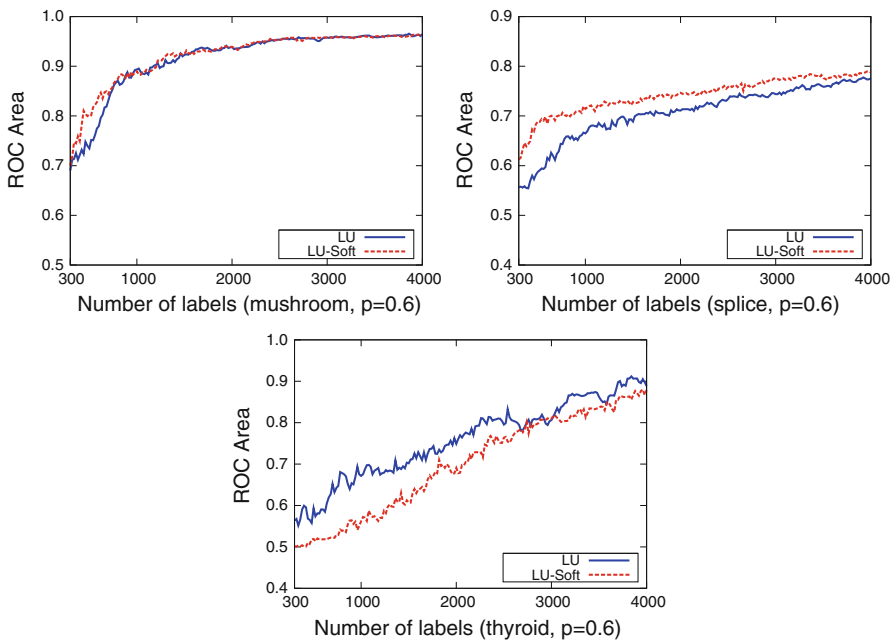 1.0
0.9
0.8
0.7
0.6
0.5
ROC Area
LU
LU-Soft
300 1000 2000 3000 4000
Number of labels (mushroom, p=0.6)
0.9
0.8
0.7
0.6
0.5
0.4
ROC Area
LU
LU-Soft
300 1000 2000 3000 4000
Number of labels (splice, p=0.6)
1.0
0.9
0.8
0.7
0.6
0.5
0.4
ROC Area
LU
LU-Soft
300 1000 2000 3000 4000
Number of labels (thyroid, p=0.6)